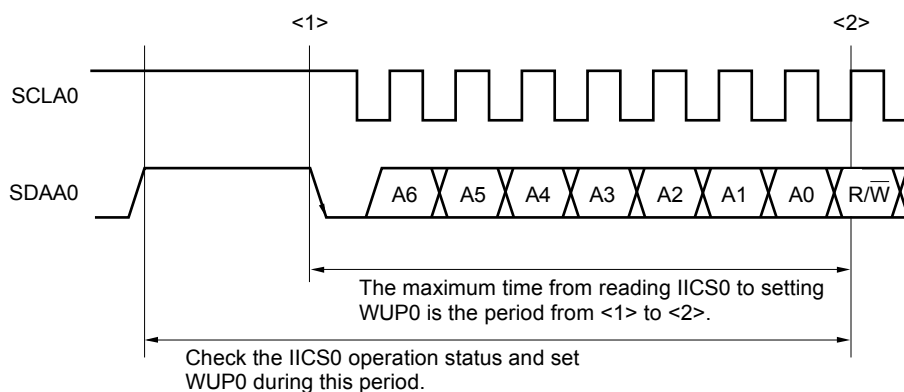 <1> <2>
SCLA0
SDAA0 A6 A5 A4 A3 A2 A1 A0 R/W̅
The maximum time from reading IICS0 to setting
WUP0 is the period from <1> to <2>.
Check the IICS0 operation status and set
WUP0 during this period.